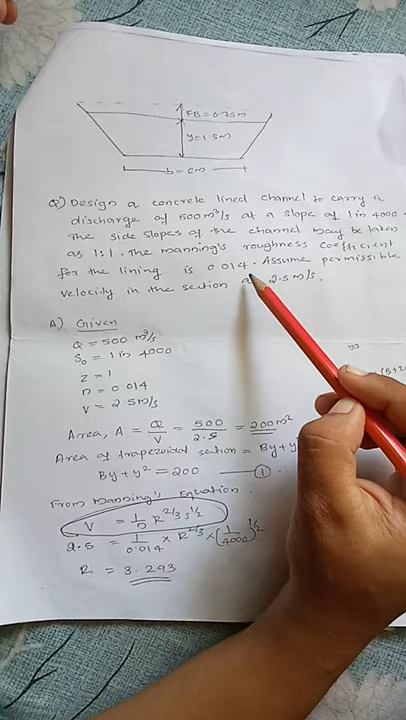 FB=0.75m
y=1.5m
b=6m
Q) Design a concrete lined channel to carry a
discharge of 500 m³/s at a slope of 1 in 4000.
The side slopes of the channel may be taken
as 1:1. The manning's roughness coefficient
for the lining is 0.014. Assume permissible
velocity in the section 2.5 m/s.
A) Given
Q = 500 m³/s
S₀ = 1 in 4000
Z = 1
n = 0.014
V = 2.5m/s
Area, A = Q/V = 500/2.5 = 200m²
Area of trapezoidal section = By+y
By + y² = 200 ——①.
From Manning's Equation.
V = 1/n R^2/3 S^1/2
2.5 = 1/0.014 × R^2/3 × (1/4000)^1/2
R = 3.293